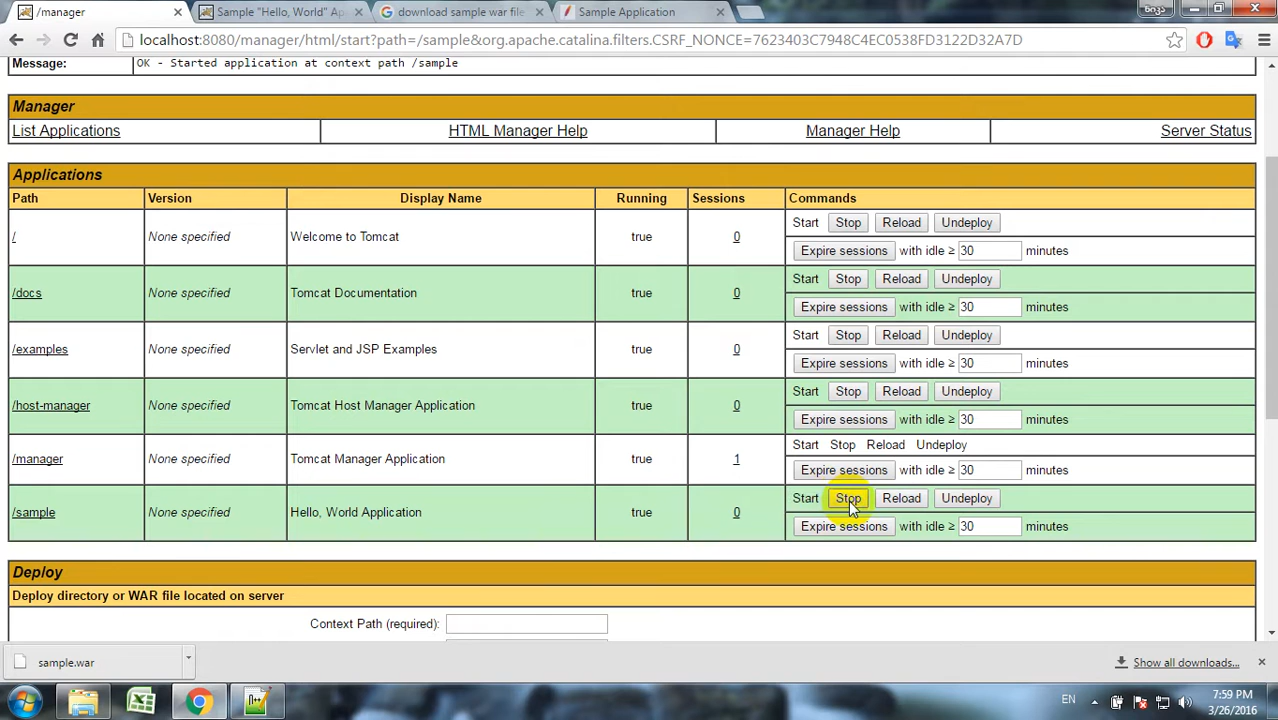 /manager
Sample "Hello, World" Ap
download sample war file
Sample Application
localhost:8080/manager/html/start?path=/sample&org.apache.catalina.filters.CSRF_NONCE=7623403C7948C4EC0538FD3122D32A7D
Message: OK - Started application at context path /sample
Manager
List Applications HTML Manager Help Manager Help Server Status
Applications
Path Version Display Name Running Sessions Commands
/ None specified Welcome to Tomcat true 0 Start Stop Reload Undeploy
Expire sessions with idle ≥ 30 minutes
/docs None specified Tomcat Documentation true 0 Start Stop Reload Undeploy
Expire sessions with idle ≥ 30 minutes
/examples None specified Servlet and JSP Examples true 0 Start Stop Reload Undeploy
Expire sessions with idle ≥ 30 minutes
/host-manager None specified Tomcat Host Manager Application true 0 Start Stop Reload Undeploy
Expire sessions with idle ≥ 30 minutes
/manager None specified Tomcat Manager Application true 1 Start Stop Reload Undeploy
Expire sessions with idle ≥ 30 minutes
/sample None specified Hello, World Application true 0 Start Stop Reload Undeploy
Expire sessions with idle ≥ 30 minutes
Deploy
Deploy directory or WAR file located on server
Context Path (required):
sample.war
Show all downloads...
EN
7:59 PM
3/26/2016